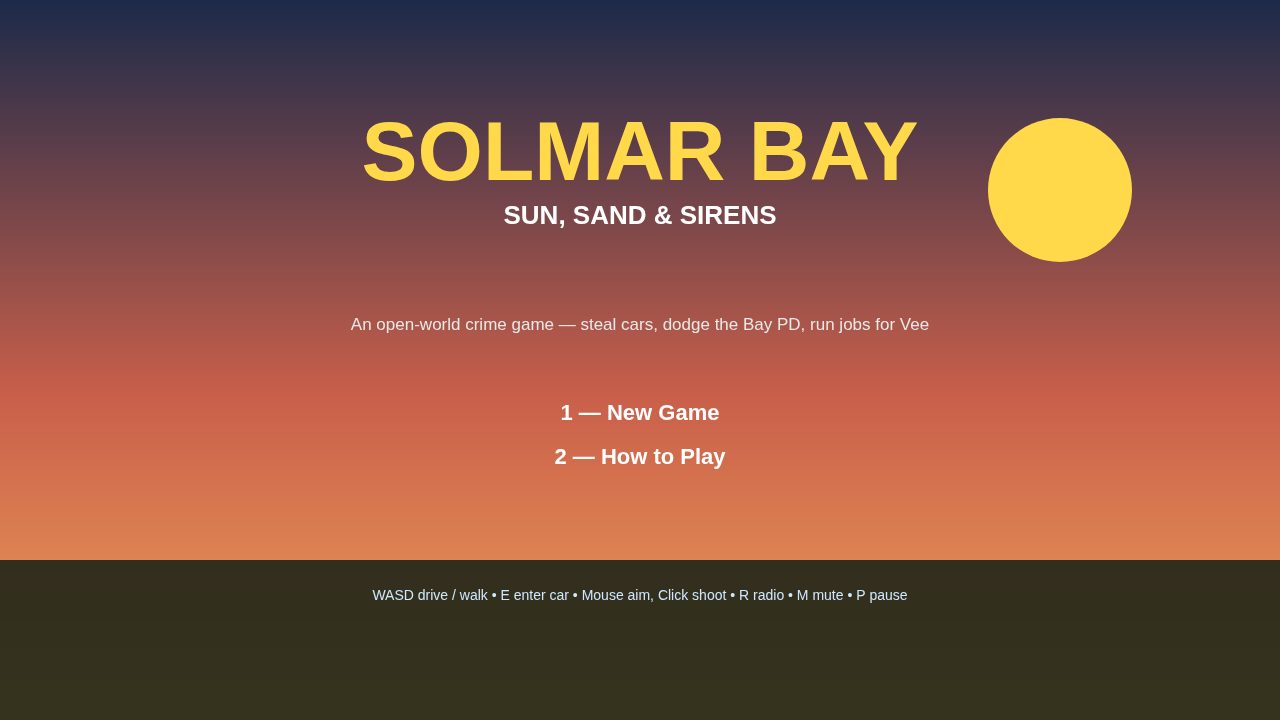 SOLMAR BAY
SUN, SAND & SIRENS
An open-world crime game — steal cars, dodge the Bay PD, run jobs for Vee
1 — New Game
2 — How to Play
WASD drive / walk • E enter car • Mouse aim, Click shoot • R radio • M mute • P pause